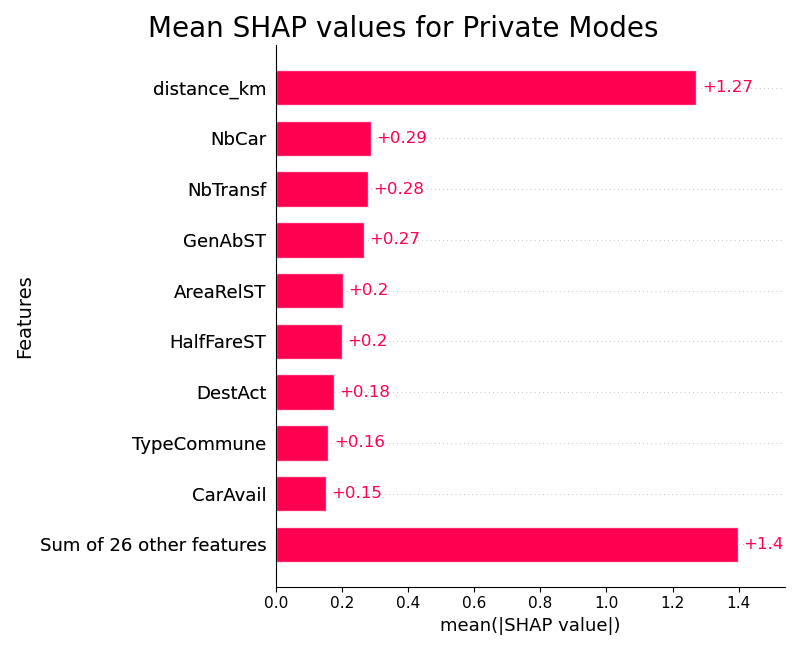 Mean SHAP values for Private Modes
Features
distance_km +1.27
NbCar +0.29
NbTransf +0.28
GenAbST +0.27
AreaRelST +0.2
HalfFareST +0.2
DestAct +0.18
TypeCommune +0.16
CarAvail +0.15
Sum of 26 other features +1.4
0.0 0.2 0.4 0.6 0.8 1.0 1.2 1.4
mean(|SHAP value|)